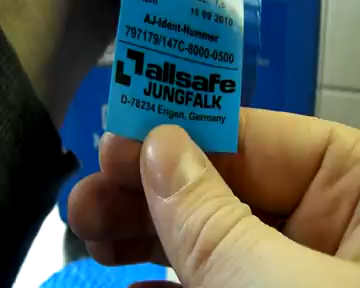 15 09 2010
AJ-Ident-Nummer
797179/147C-8000-0500
allsafe
JUNGFALK
D-78234 Engen, Germany